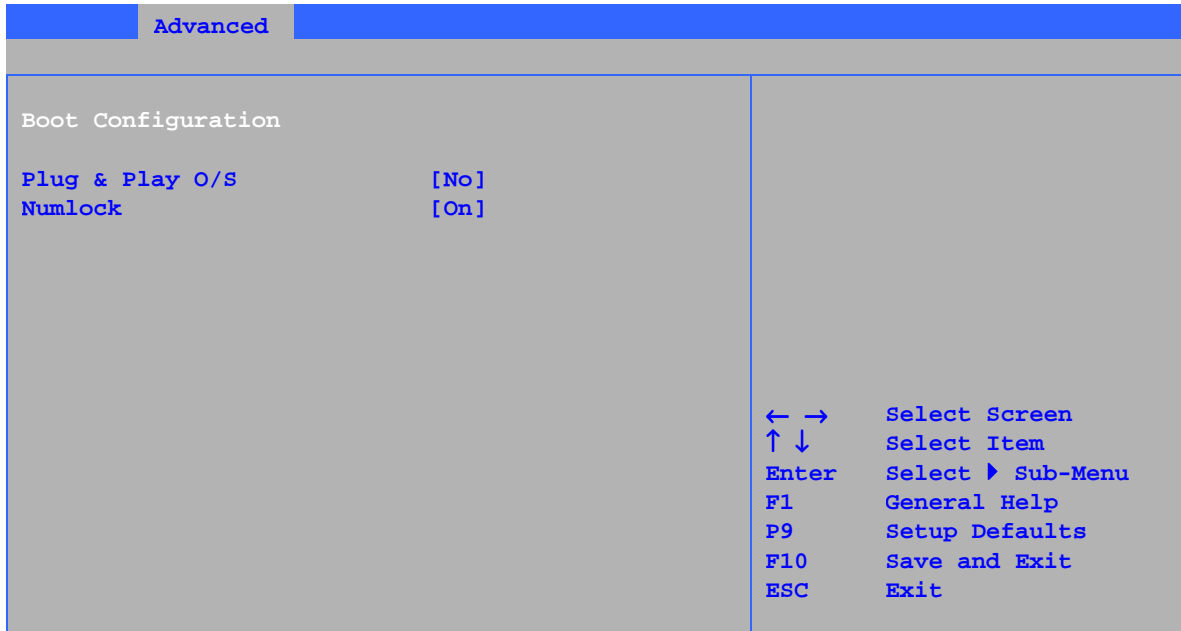 Advanced
Boot Configuration
Plug & Play O/S [No]
Numlock [On]
← → Select Screen
↑ ↓ Select Item
Enter Select ▶ Sub-Menu
F1 General Help
P9 Setup Defaults
F10 Save and Exit
ESC Exit